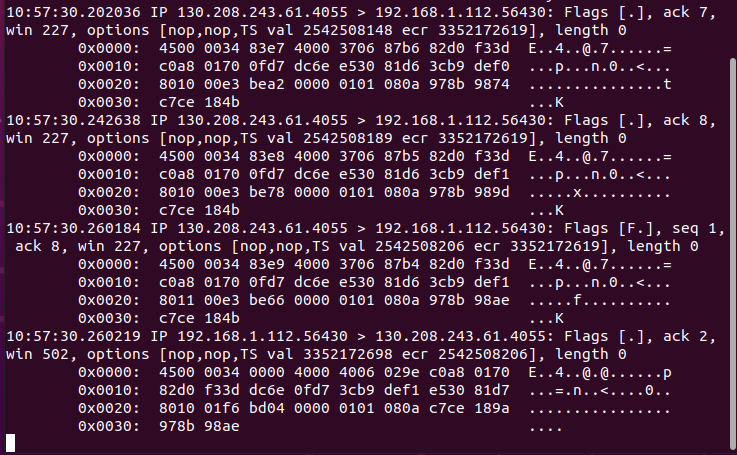 10:57:30.202036 IP 130.208.243.61.4055 > 192.168.1.112.56430: Flags [.], ack 7,
win 227, options [nop,nop,TS val 2542508148 ecr 3352172619], length 0
0x0000:  4500 0034 83e7 4000 3706 87b6 82d0 f33d  E..4..@.7......=
0x0010:  c0a8 0170 0fd7 dc6e e530 81d6 3cb9 def0  ...p...n.0..<...
0x0020:  8010 00e3 bea2 0000 0101 080a 978b 9874  ...............t
0x0030:  c7ce 184b                                ...K
10:57:30.242638 IP 130.208.243.61.4055 > 192.168.1.112.56430: Flags [.], ack 8,
win 227, options [nop,nop,TS val 2542508189 ecr 3352172619], length 0
0x0000:  4500 0034 83e8 4000 3706 87b5 82d0 f33d  E..4..@.7......=
0x0010:  c0a8 0170 0fd7 dc6e e530 81d6 3cb9 def1  ...p...n.0..<...
0x0020:  8010 00e3 be78 0000 0101 080a 978b 989d  .....x..........
0x0030:  c7ce 184b                                ...K
10:57:30.260184 IP 130.208.243.61.4055 > 192.168.1.112.56430: Flags [F.], seq 1,
ack 8, win 227, options [nop,nop,TS val 2542508206 ecr 3352172619], length 0
0x0000:  4500 0034 83e9 4000 3706 87b4 82d0 f33d  E..4..@.7......=
0x0010:  c0a8 0170 0fd7 dc6e e530 81d6 3cb9 def1  ...p...n.0..<...
0x0020:  8011 00e3 be66 0000 0101 080a 978b 98ae  .....f..........
0x0030:  c7ce 184b                                ...K
10:57:30.260219 IP 192.168.1.112.56430 > 130.208.243.61.4055: Flags [.], ack 2,
win 502, options [nop,nop,TS val 3352172698 ecr 2542508206], length 0
0x0000:  4500 0034 0000 4000 4006 029e c0a8 0170  E..4..@.@......p
0x0010:  82d0 f33d dc6e 0fd7 3cb9 def1 e530 81d7  ...=.n..<....0..
0x0020:  8010 01f6 bd04 0000 0101 080a c7ce 189a  ................
0x0030:  978b 98ae                                ....